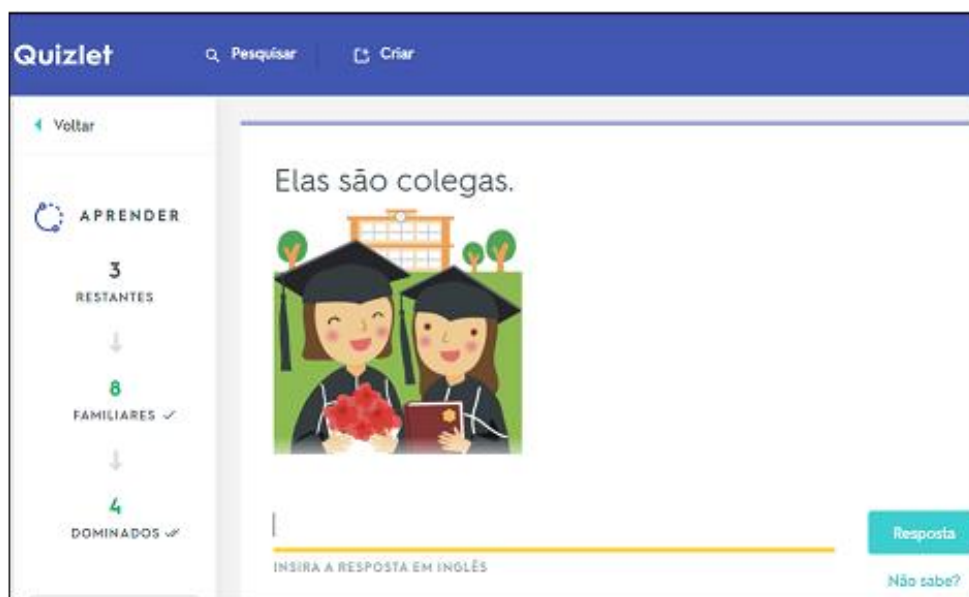 Quizlet Pesquisar Criar
Voltar
APRENDER
3
RESTANTES
8
FAMILIARES
4
DOMINADOS
Elas são colegas.
INSIRA A RESPOSTA EM INGLÊS
Resposta
Não sabe?